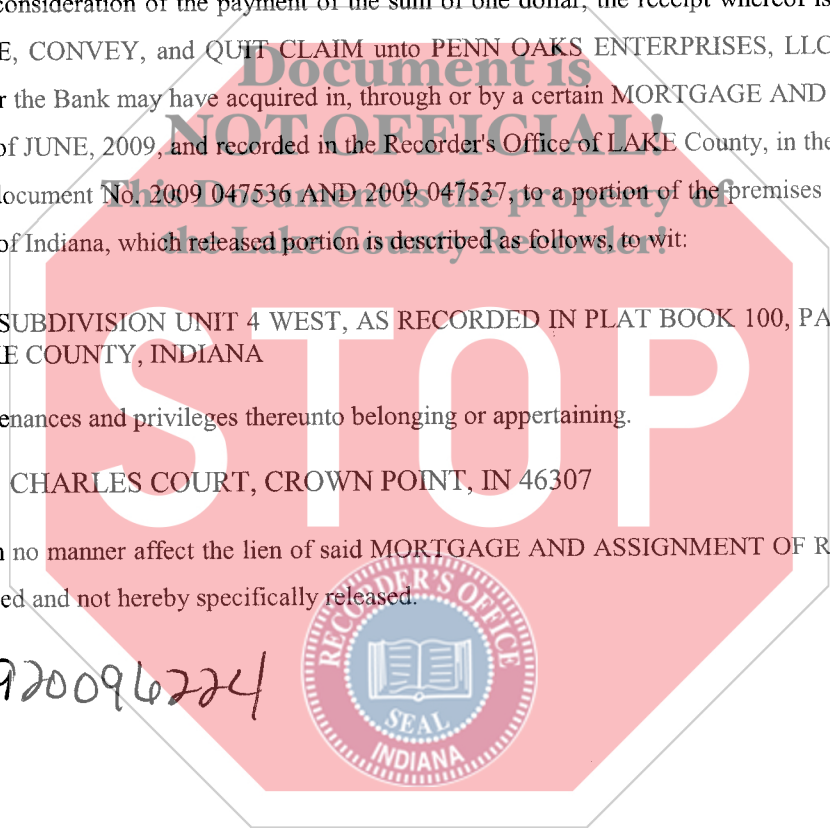 consideration of the payment of the sum of one dollar, the receipt whereof is
E, CONVEY, and QUIT CLAIM unto PENN OAKS ENTERPRISES, LLC
Document is
r the Bank may have acquired in, through or by a certain MORTGAGE AND
NOT OFFICIAL!
of JUNE, 2009, and recorded in the Recorder's Office of LAKE County, in the
This Document is the property of
ocument No. 2009 047536 AND 2009 047537, to a portion of the premises
the Lake County Recorder!
of Indiana, which released portion is described as follows, to wit:
SUBDIVISION UNIT 4 WEST, AS RECORDED IN PLAT BOOK 100, PA
E COUNTY, INDIANA
STOP
enances and privileges thereunto belonging or appertaining.
CHARLES COURT, CROWN POINT, IN 46307
n no manner affect the lien of said MORTGAGE AND ASSIGNMENT OF R
ed and not hereby specifically released.
RECORDER'S OFFICE
SEAL
INDIANA
920096224